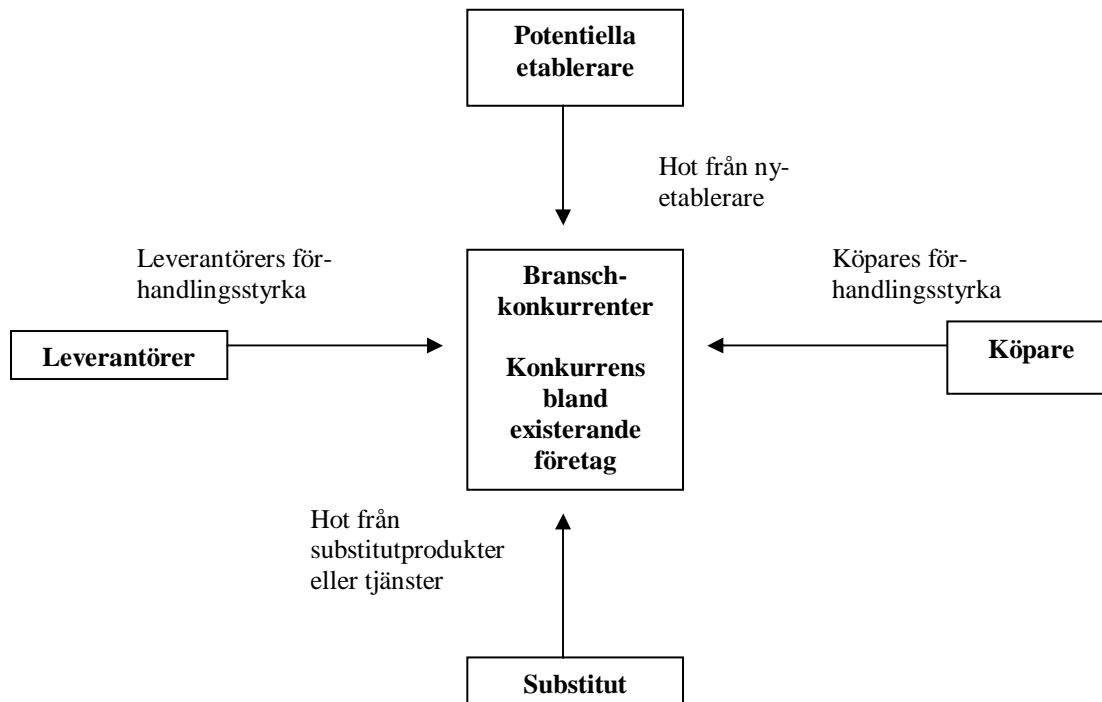 Potentiella
etablerare
Hot från ny-
etablerare
Leverantörers för-
handlingsstyrka
Bransch-
konkurrenter
Konkurrens
bland
existerande
företag
Köpares för-
handlingsstyrka
Leverantörer
Köpare
Hot från
substitutprodukter
eller tjänster
Substitut